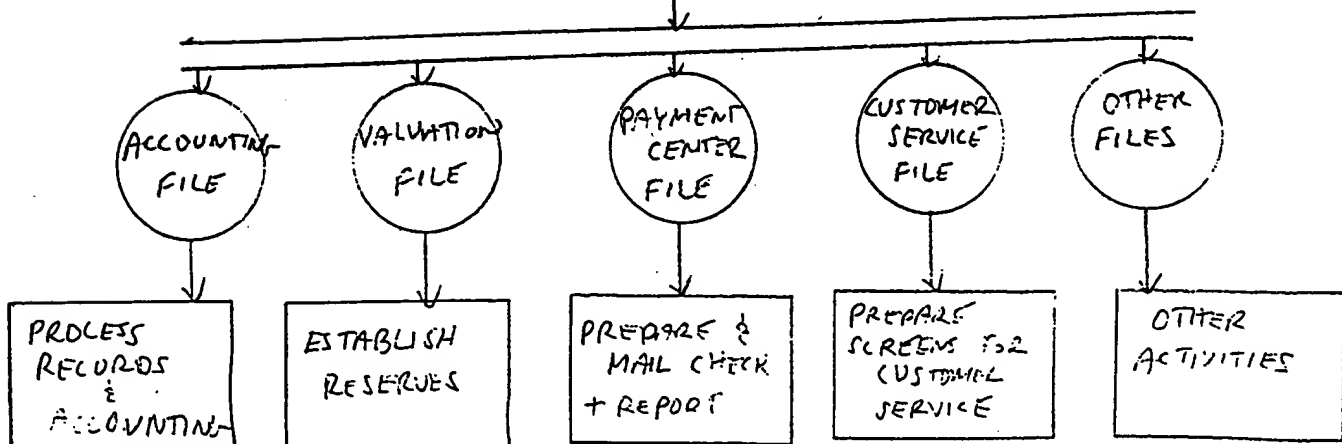 ACCOUNTING
FILE
VALUATION
FILE
PAYMENT
CENTER
FILE
CUSTOMER
SERVICE
FILE
OTHER
FILES
PROCESS
RECORDS
&
ACCOUNTING
ESTABLISH
RESERVES
PREPARE &
MAIL CHECK
+ REPORT
PREPARE
SCREENS FOR
CUSTOMER
SERVICE
OTHER
ACTIVITIES